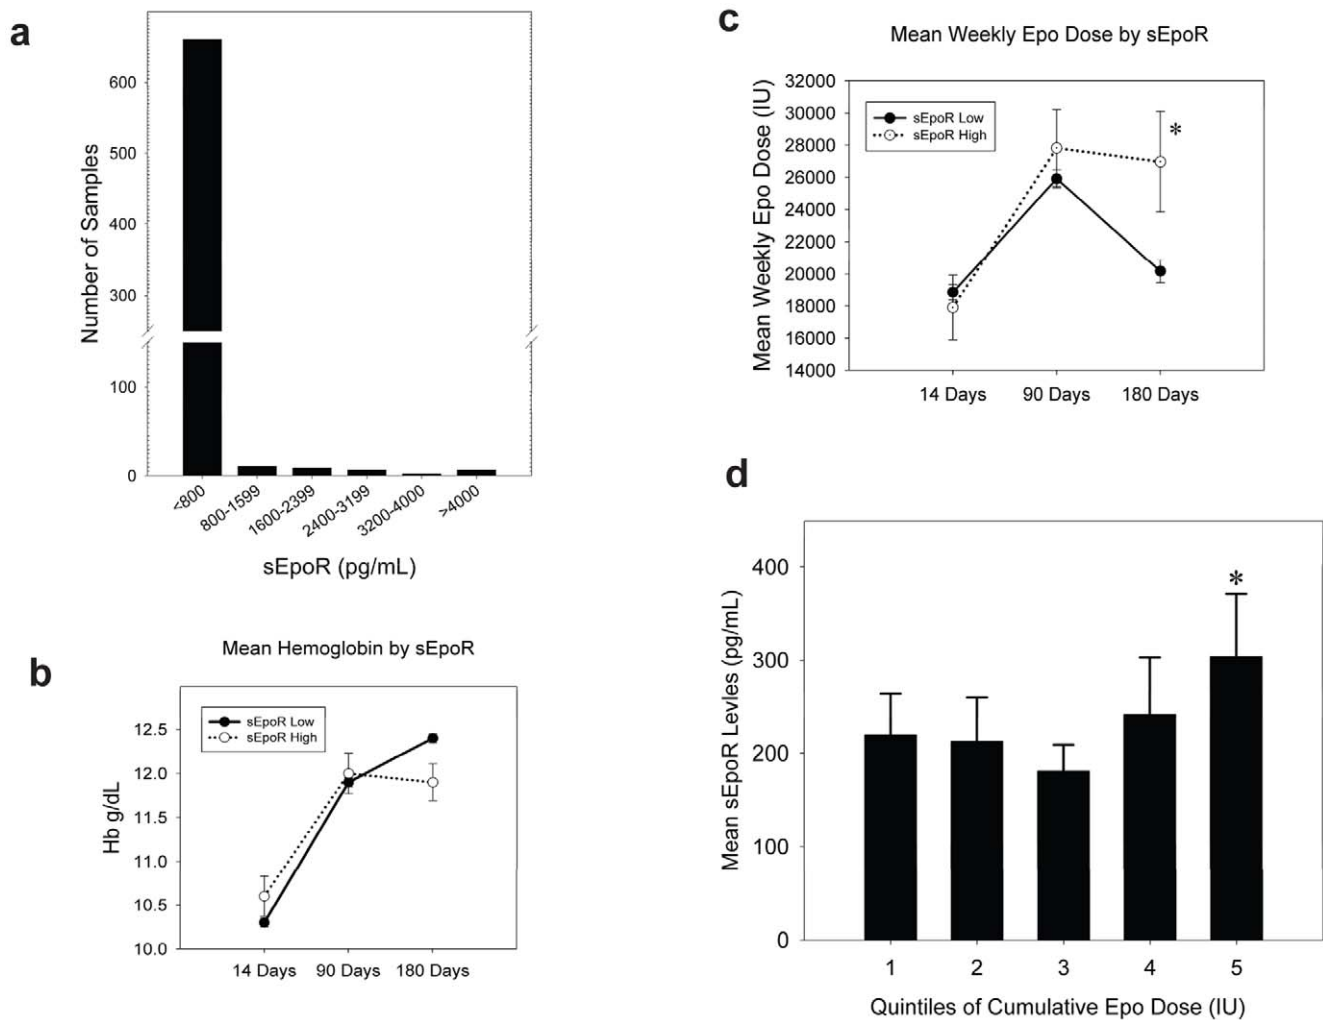 a
Number of Samples
600
500
400
300
100
0
<800
800-1599
1600-2399
2400-3199
3200-4000
>4000
sEpoR (pg/mL)
b
Mean Hemoglobin by sEpoR
sEpoR Low
sEpoR High
Hb g/dL
12.5
12.0
11.5
11.0
10.5
10.0
14 Days
90 Days
180 Days
c
Mean Weekly Epo Dose by sEpoR
sEpoR Low
sEpoR High
*
Mean Weekly Epo Dose (IU)
32000
30000
28000
26000
24000
22000
20000
18000
16000
14000
14 Days
90 Days
180 Days
d
Mean sEpoR Levles (pg/mL)
400
300
200
100
0
*
1
2
3
4
5
Quintiles of Cumulative Epo Dose (IU)